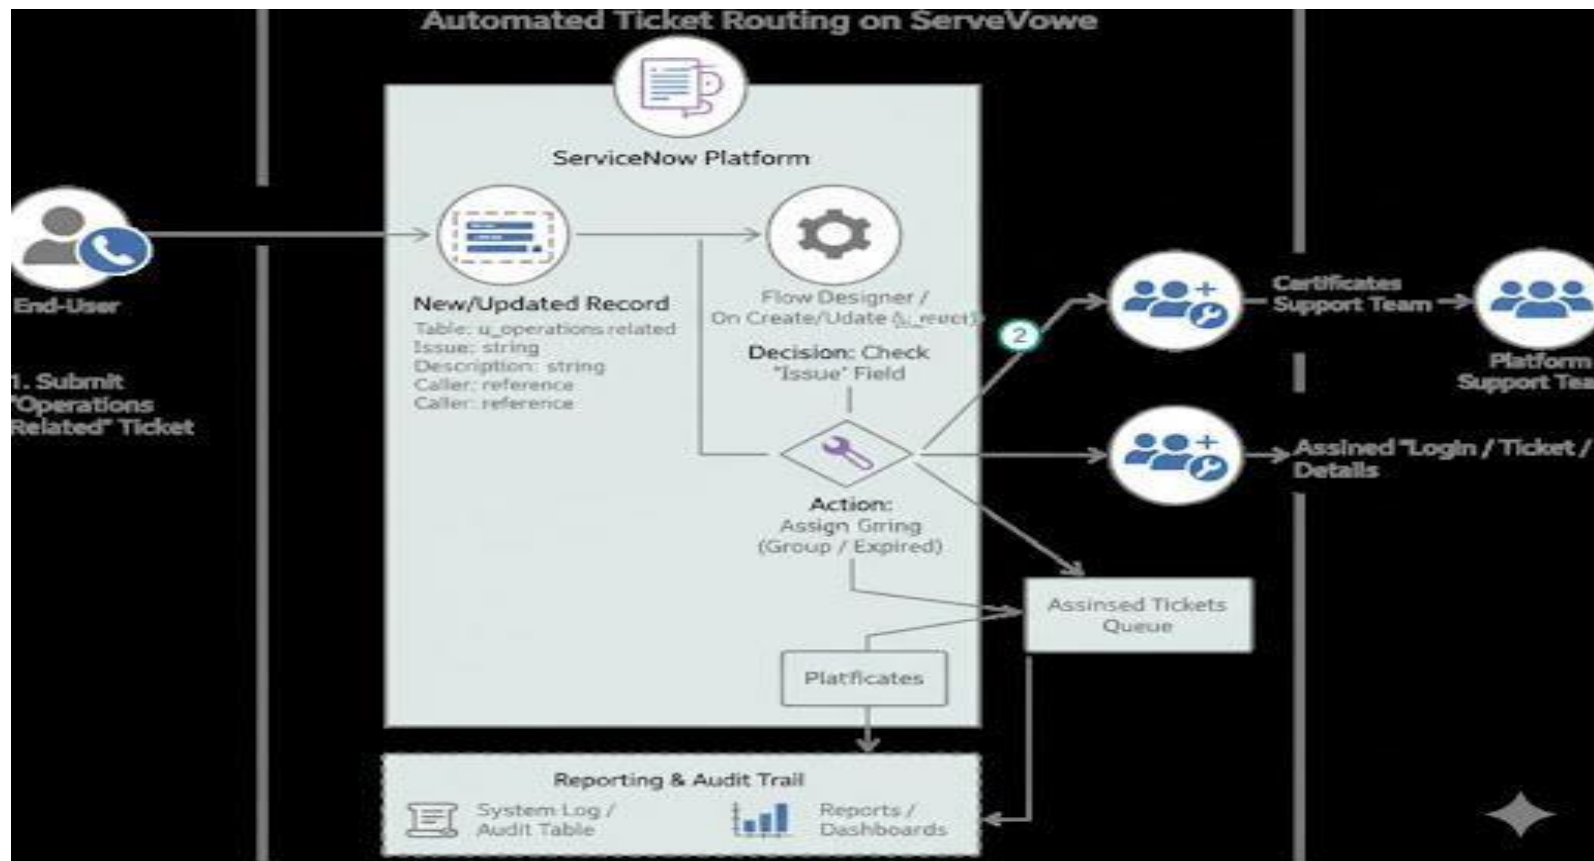 Automated Ticket Routing on ServeVowe
ServiceNow Platform
End-User
1. Submit
"Operations
Related" Ticket
New/Updated Record
Table: u_operations related
Issue: string
Description: string
Caller: reference
Caller: reference
Flow Designer /
On Create/Udate
Decision: Check
"Issue" Field
Action:
Assign Grring
(Group / Expired)
2
Certificates
Support Team
Platform
Support Tea
Assined "Login / Ticket /
Details
Assinsed Tickets
Queue
Platficates
Reporting & Audit Trail
System Log /
Audit Table
Reports /
Dashboards